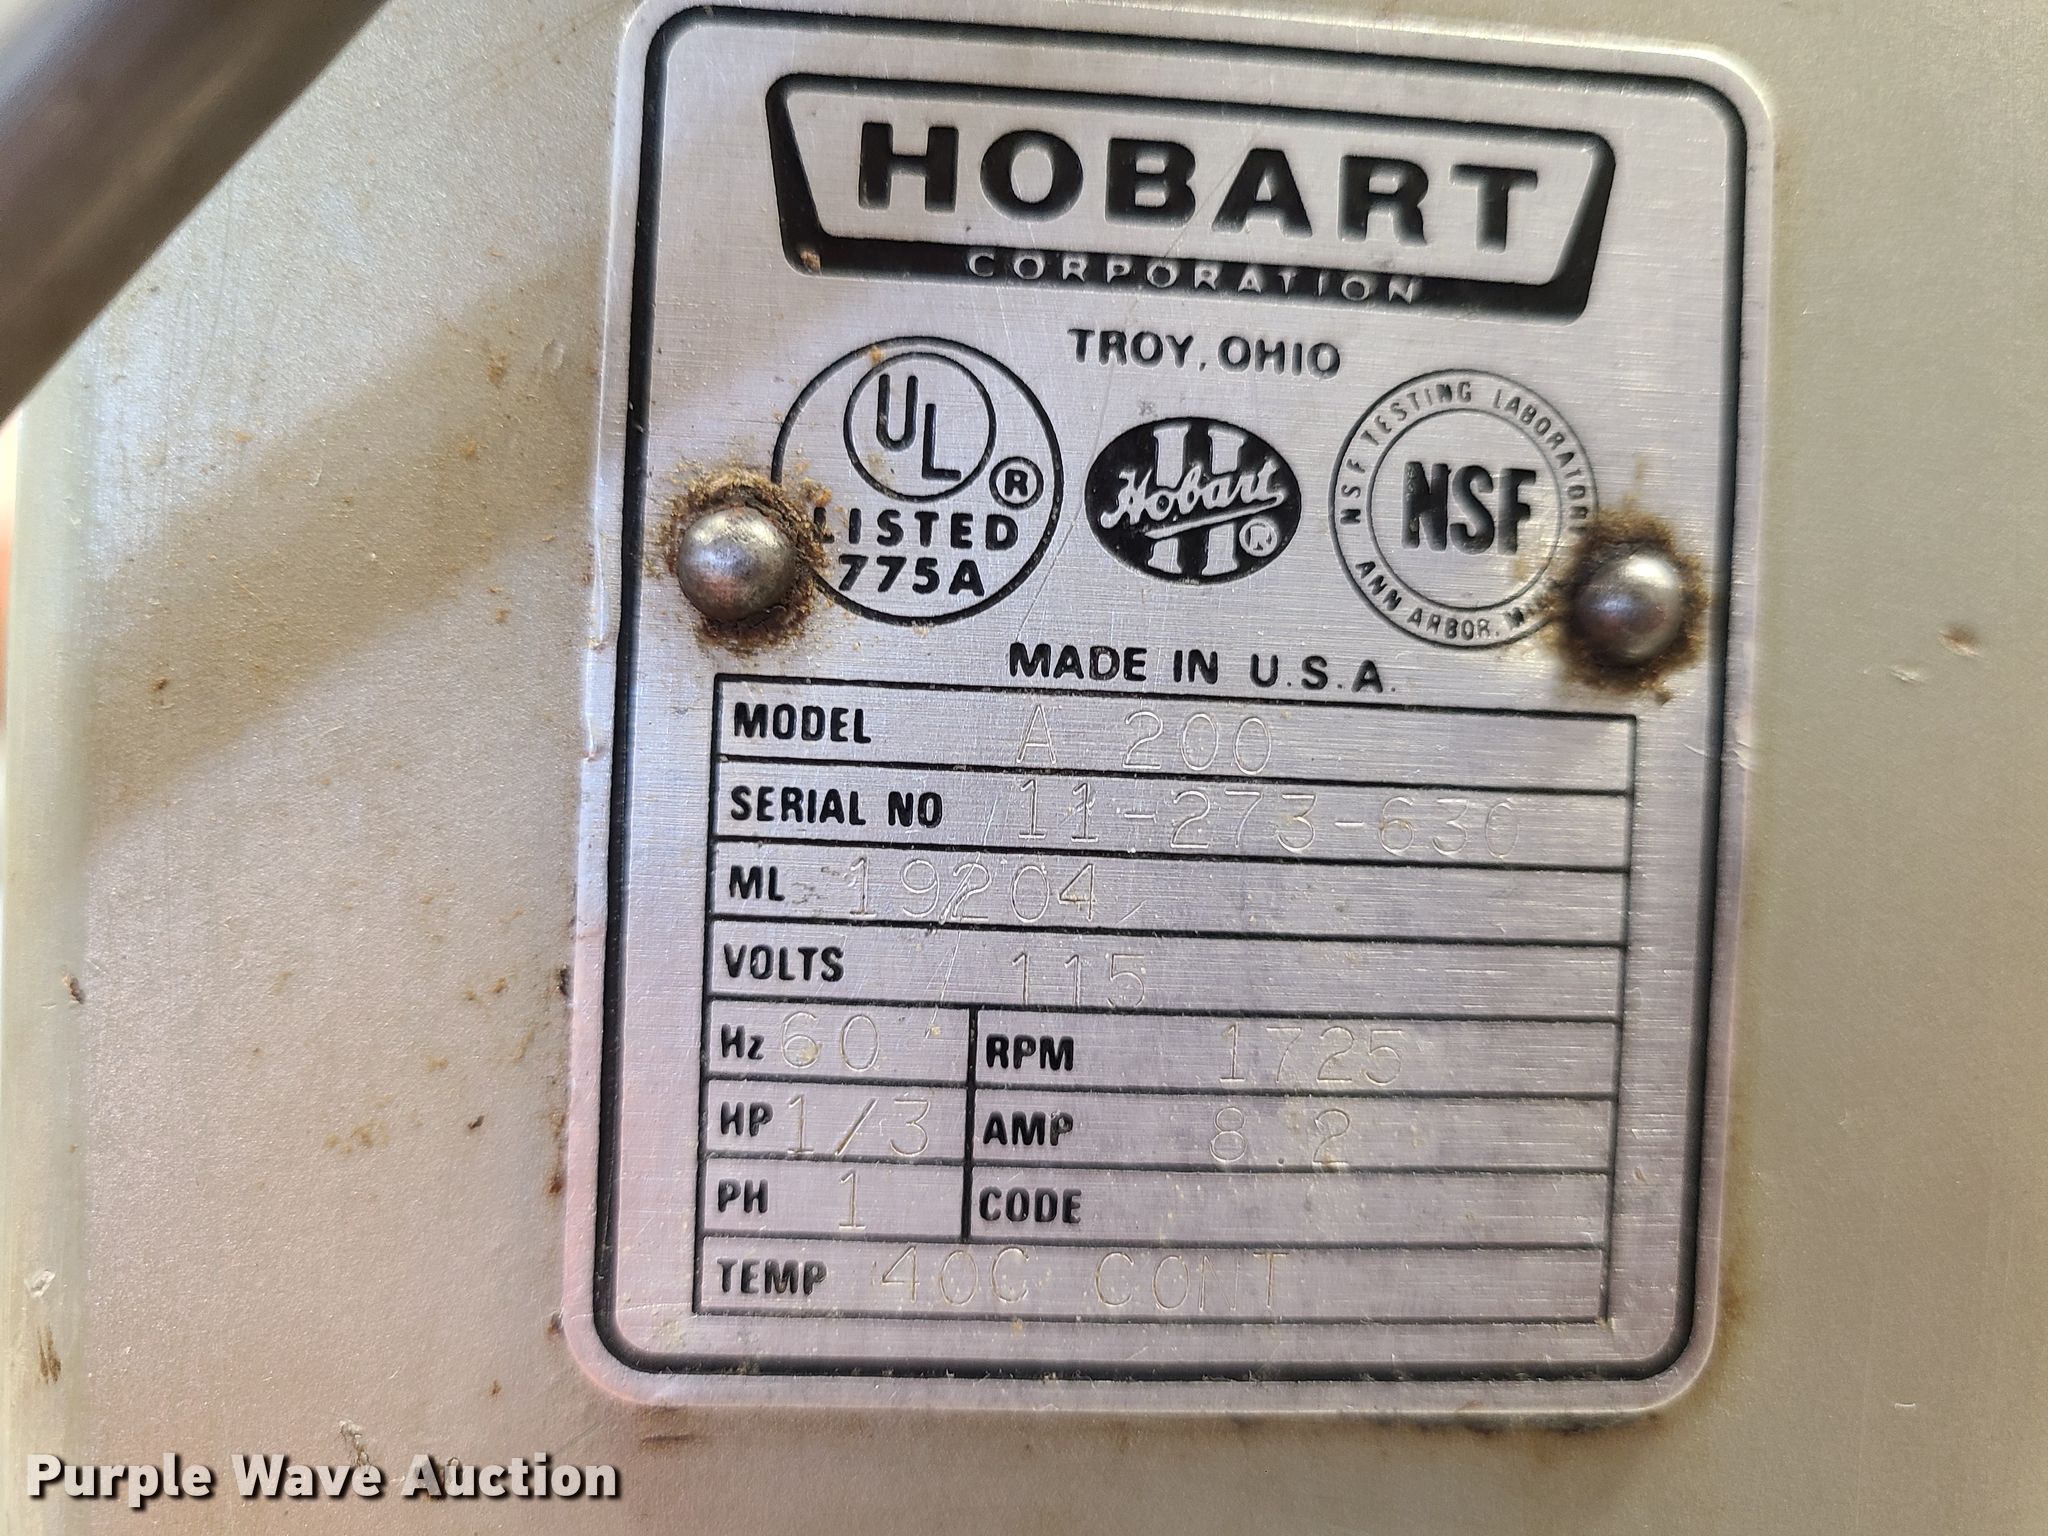 HOBART
CORPORATION
TROY, OHIO
UL ®
LISTED
775A
Hobart ®
NSF TESTING LABORATORY
NSF
ANN ARBOR,
MADE IN U.S.A.
MODEL A 200
SERIAL NO 11-273-630
ML 19204
VOLTS 115
Hz 60 RPM 1725
HP 1/3 AMP 8.2
PH 1 CODE
TEMP 40C CONT
Purple Wave Auction